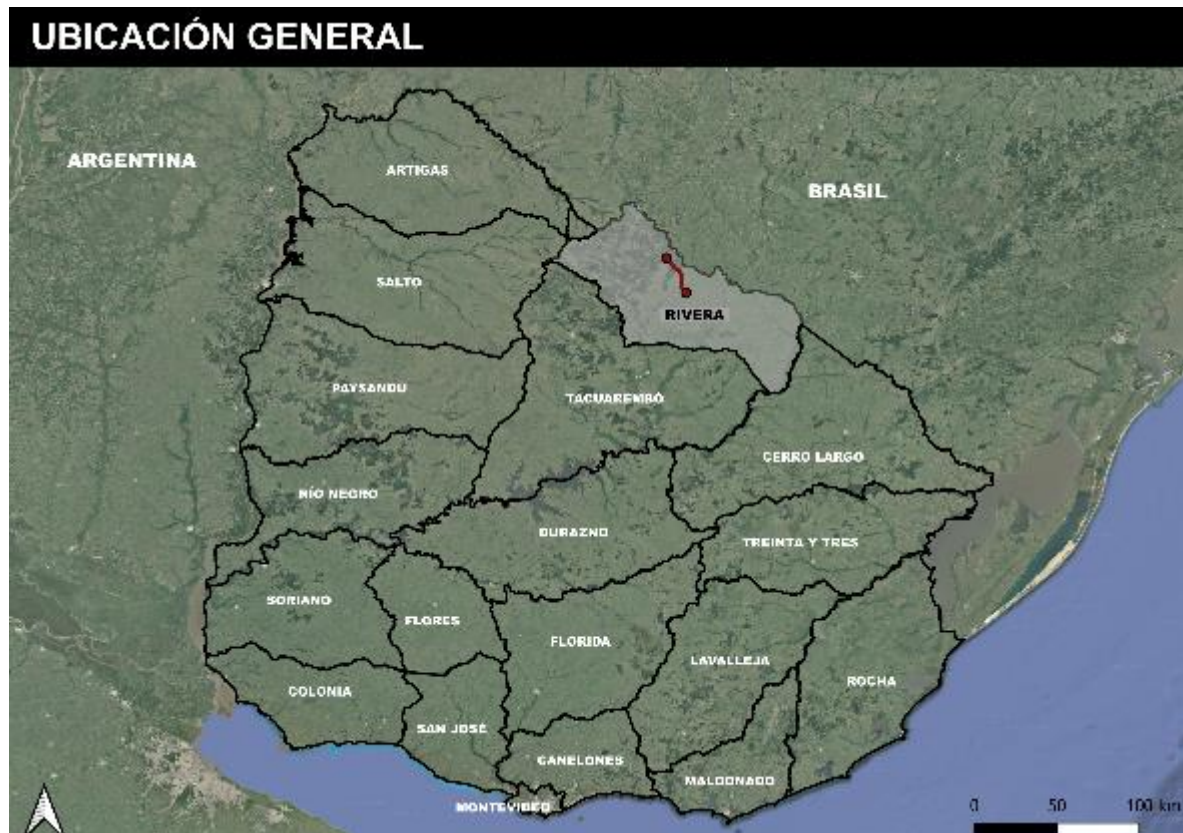 UBICACIÓN GENERAL
ARGENTINA
ARTIGAS
BRASIL
SALTO
RIVERA
PAYSANDU
TACUAREMBÓ
CERRO LARGO
RÍO NEGRO
DURAZNO
TREINTA Y TRES
SORIANO
FLORES
FLORIDA
LAVALLEJA
ROCHA
COLONIA
SAN JOSÉ
CANELONES
MALDONADO
MONTEVIDEO
0 50 100 km